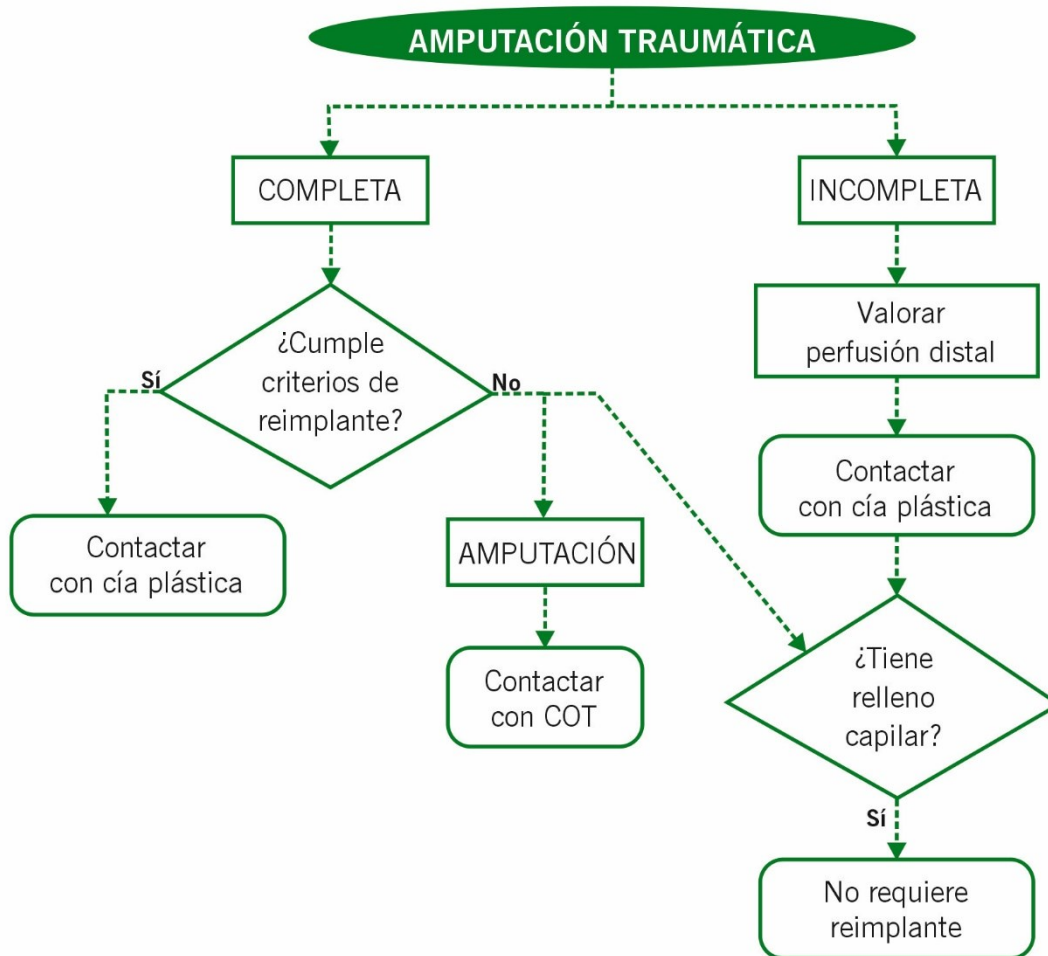 AMPUTACIÓN TRAUMÁTICA
COMPLETA
INCOMPLETA
¿Cumple
criterios de
reimplante?
Sí
No
Valorar
perfusión distal
Contactar
con cía plástica
Contactar
con cía plástica
AMPUTACIÓN
Contactar
con COT
¿Tiene
relleno
capilar?
Sí
No requiere
reimplante